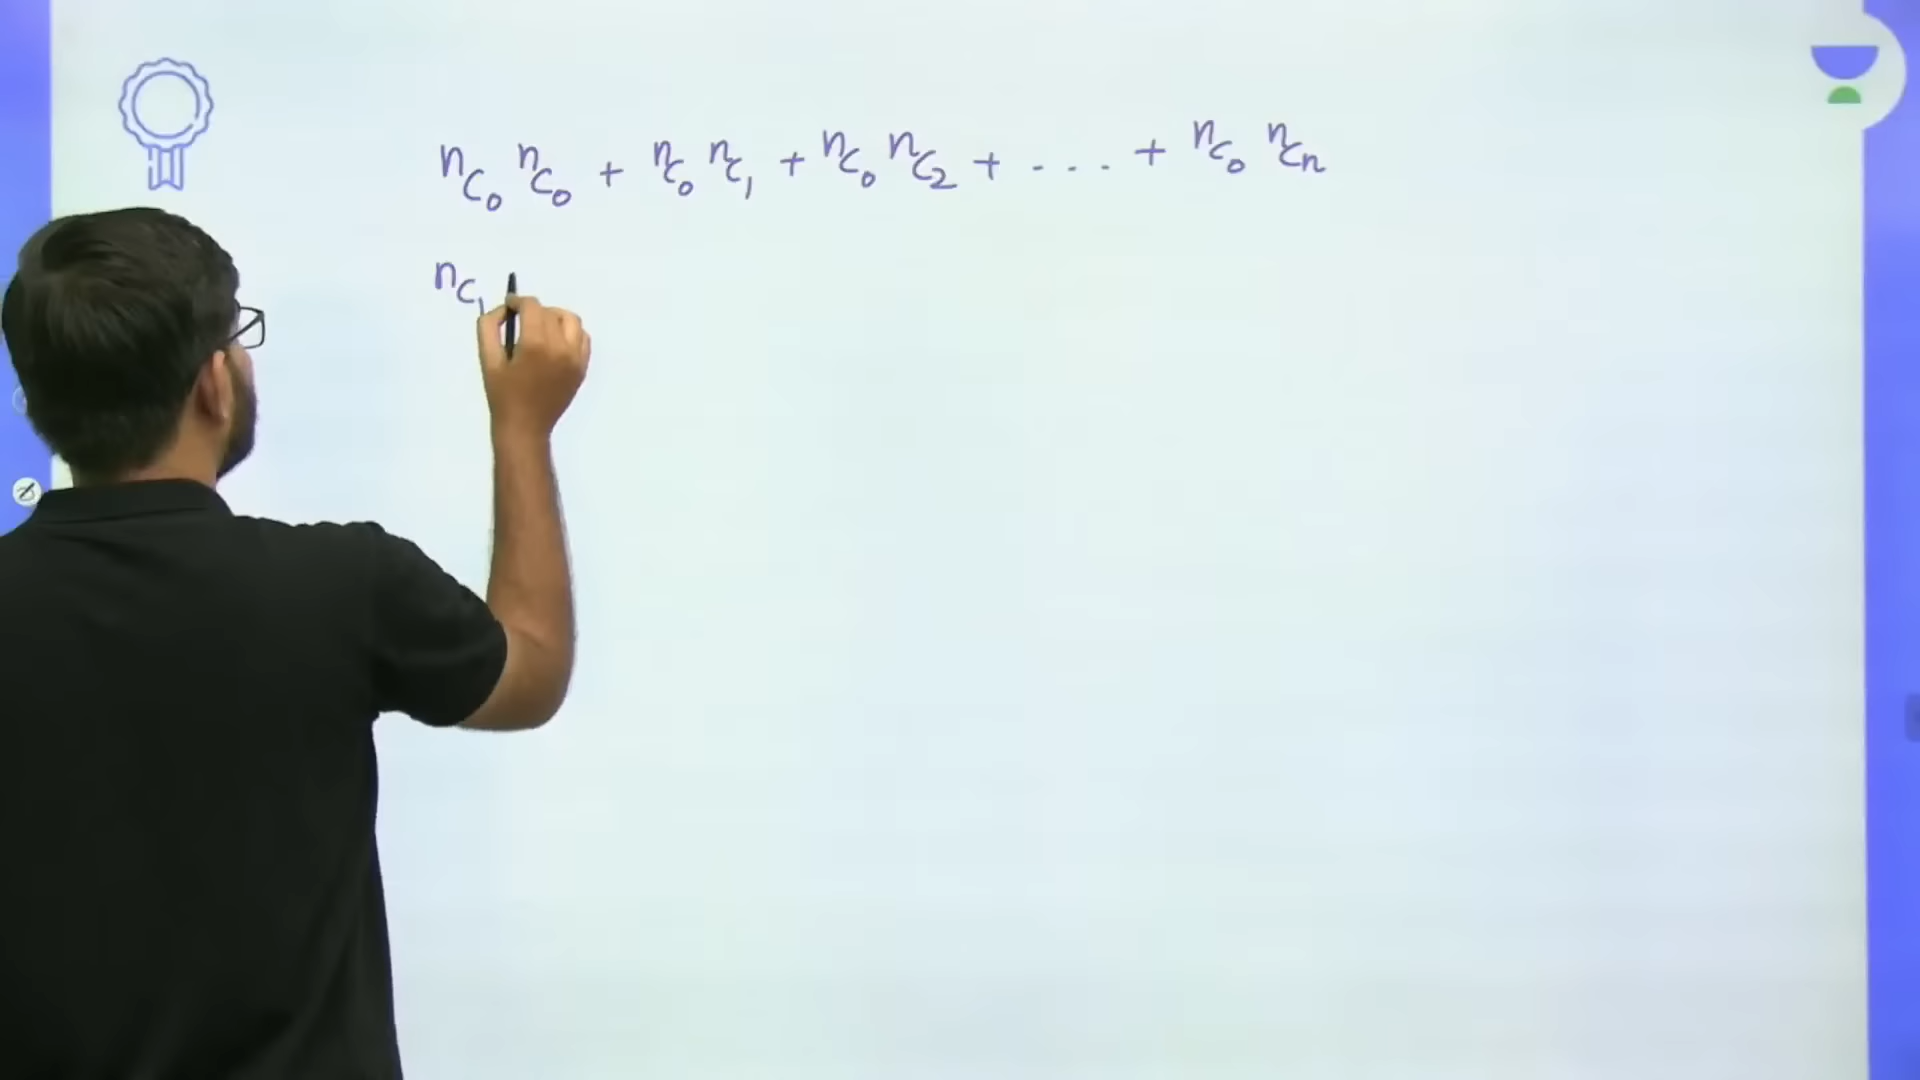 ⁿC₀ ⁿC₀ + ⁿC₀ ⁿC₁ + ⁿC₀ ⁿC₂ + . . . . + ⁿC₀ ⁿCₙ
ⁿC₁